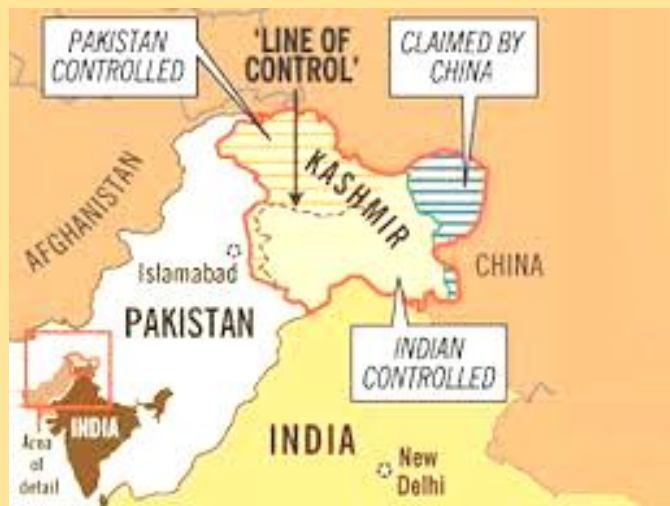 PAKISTAN
CONTROLLED
'LINE OF
CONTROL'
CLAIMED BY
CHINA
KASHMIR
AFGHANISTAN
Islamabad
CHINA
PAKISTAN
INDIAN
CONTROLLED
INDIA
Area
of
detail
INDIA
New
Delhi